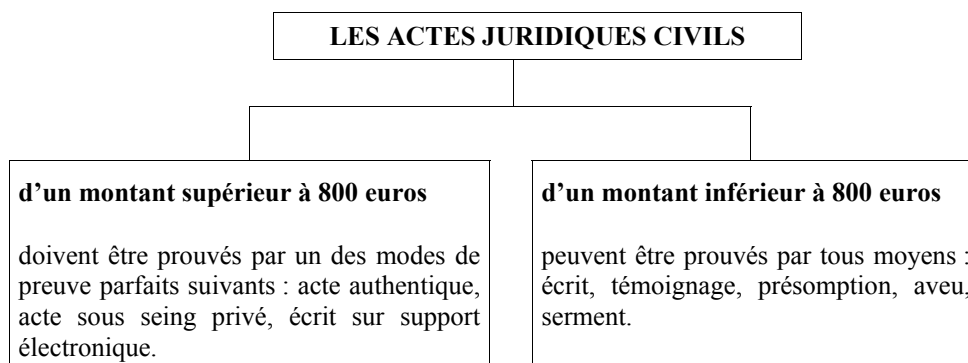 LES ACTES JURIDIQUES CIVILS
d’un montant supérieur à 800 euros
doivent être prouvés par un des modes de
preuve parfaits suivants : acte authentique,
acte sous seing privé, écrit sur support
électronique.
d’un montant inférieur à 800 euros
peuvent être prouvés par tous moyens :
écrit, témoignage, présomption, aveu,
serment.